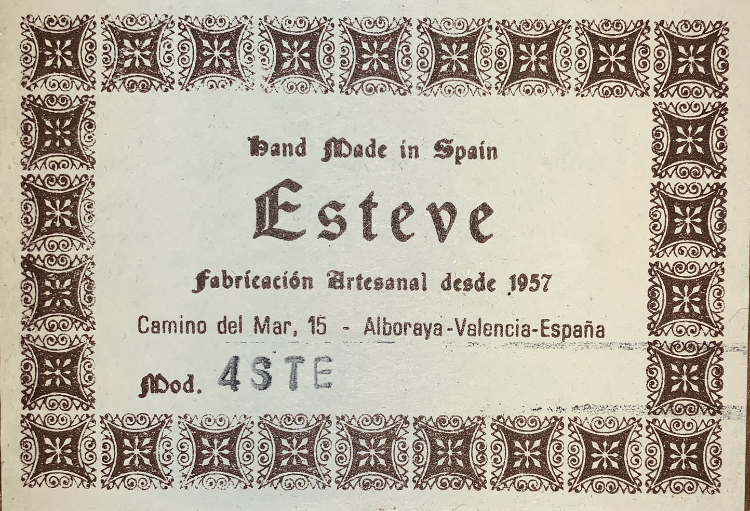 Hand Made in Spain
Esteve
Fabricación Artesanal desde 1957
Camino del Mar, 15 - Alboraya-Valencia-España
Mod. 4STE